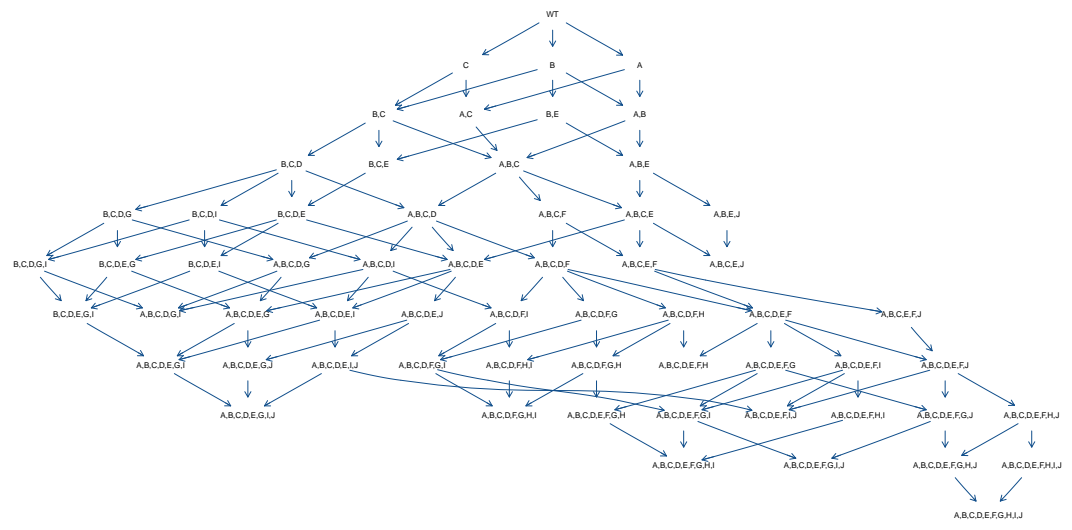 WT
C B A
B,C A,C B,E A,B
B,C,D B,C,E A,B,C A,B,E
B,C,D,G B,C,D,I B,C,D,E A,B,C,D A,B,C,F A,B,C,E A,B,E,J
B,C,D,G,I B,C,D,E,G B,C,D,E,I A,B,C,D,G A,B,C,D,I A,B,C,D,E A,B,C,D,F A,B,C,E,F A,B,C,E,J
B,C,D,E,G,I A,B,C,D,G,I A,B,C,D,E,G A,B,C,D,E,I A,B,C,D,E,J A,B,C,D,F,I A,B,C,D,F,G A,B,C,D,F,H A,B,C,D,E,F A,B,C,E,F,J
A,B,C,D,E,G,I A,B,C,D,E,G,J A,B,C,D,E,I,J A,B,C,D,F,G,I A,B,C,D,F,H,I A,B,C,D,F,G,H A,B,C,D,E,F,H A,B,C,D,E,F,G A,B,C,D,E,F,I A,B,C,D,E,F,J
A,B,C,D,E,G,I,J A,B,C,D,F,G,H,I A,B,C,D,E,F,G,H A,B,C,D,E,F,G,I A,B,C,D,E,F,I,J A,B,C,D,E,F,H,I A,B,C,D,E,F,G,J A,B,C,D,E,F,H,J
A,B,C,D,E,F,G,H,I A,B,C,D,E,F,G,I,J A,B,C,D,E,F,G,H,J A,B,C,D,E,F,H,I,J
A,B,C,D,E,F,G,H,I,J